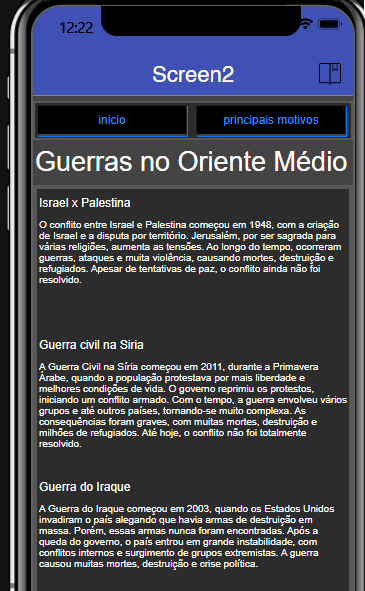 12:22
Screen2
inicio
principais motivos
Guerras no Oriente Médio
Israel x Palestina
O conflito entre Israel e Palestina começou em 1948, com a criação
de Israel e a disputa por território. Jerusalém, por ser sagrada para
várias religiões, aumenta as tensões. Ao longo do tempo, ocorreram
guerras, ataques e muita violência, causando mortes, destruição e
refugiados. Apesar de tentativas de paz, o conflito ainda não foi
resolvido.
Guerra civil na Siria
A Guerra Civil na Síria começou em 2011, durante a Primavera
Árabe, quando a população protestava por mais liberdade e
melhores condições de vida. O governo reprimiu os protestos,
iniciando um conflito armado. Com o tempo, a guerra envolveu vários
grupos e até outros países, tornando-se muito complexa. As
consequências foram graves, com muitas mortes, destruição e
milhões de refugiados. Até hoje, o conflito não foi totalmente
resolvido.
Guerra do Iraque
A Guerra do Iraque começou em 2003, quando os Estados Unidos
invadiram o país alegando que havia armas de destruição em
massa. Porém, essas armas nunca foram encontradas. Após a
queda do governo, o país entrou em grande instabilidade, com
conflitos internos e surgimento de grupos extremistas. A guerra
causou muitas mortes, destruição e crise política.